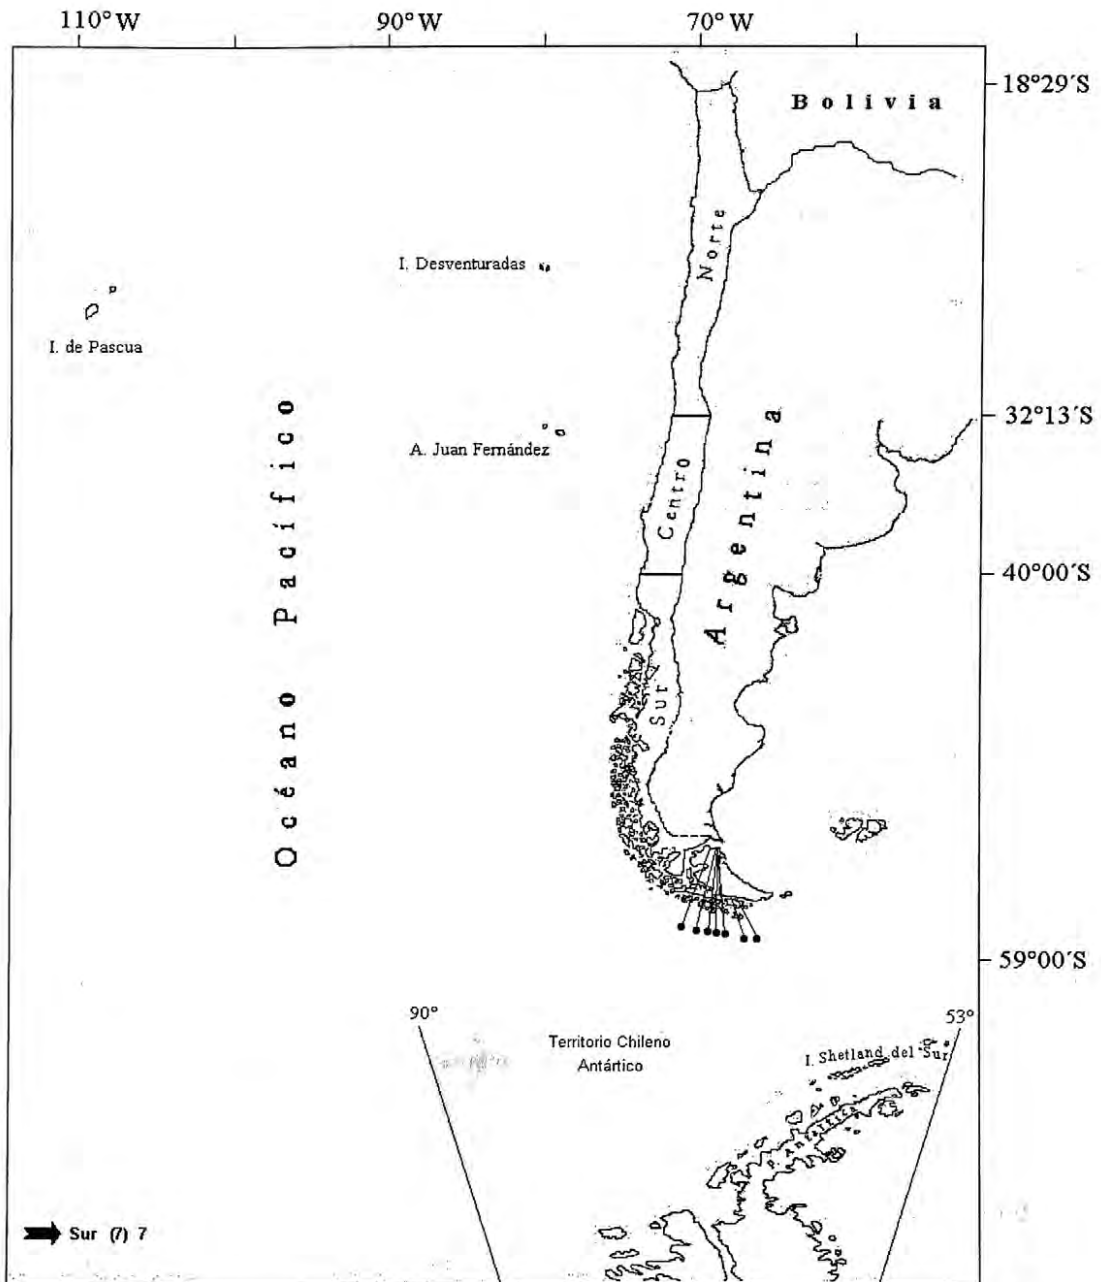 110°W 90°W 70°W
18°29´S
Bolivia
Norte
I. Desventuradas
I. de Pascua
32°13´S
A. Juan Fernández
Océano Pacífico
Centro
Argentina
40°00´S
Sur
59°00´S
90°
53°
Territorio Chileno
Antártico
I. Shetland del Sur
Antártica
Sur (7) 7